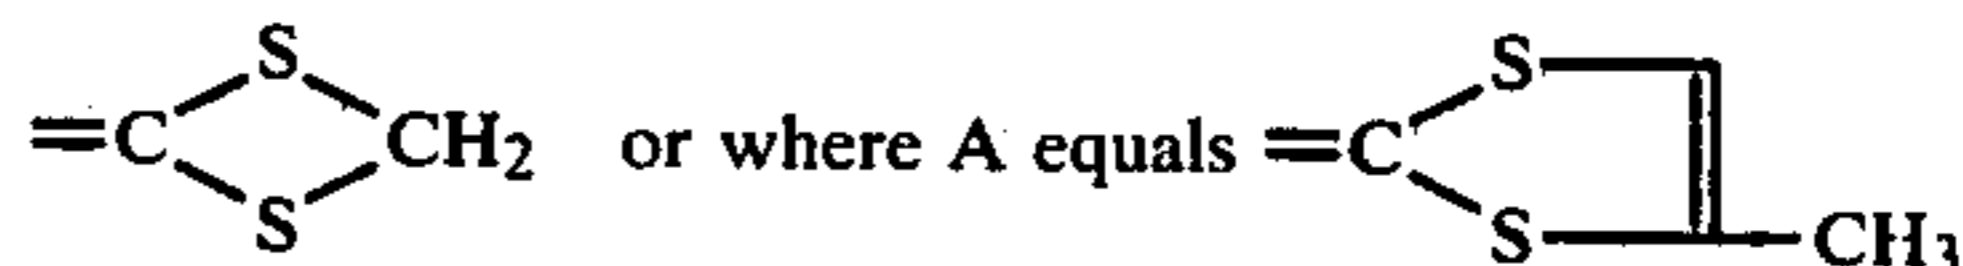 S S
=C CH₂ or where A equals =C
S S CH₃